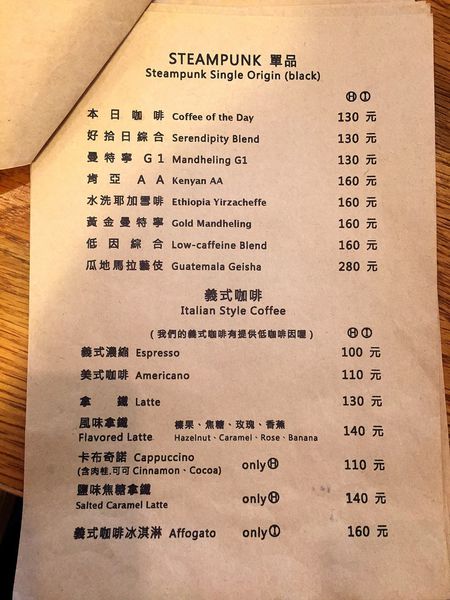 STEAMPUNK 單品
Steampunk Single Origin (black)
Ⓗ Ⓘ
本日咖啡 Coffee of the Day 130 元
好拾日綜合 Serendipity Blend 130 元
曼特寧 G1 Mandheling G1 130 元
肯亞 AA Kenyan AA 160 元
水洗耶加雪啡 Ethiopia Yirzacheffe 160 元
黃金曼特寧 Gold Mandheling 160 元
低因綜合 Low-caffeine Blend 160 元
瓜地馬拉藝伎 Guatemala Geisha 280 元
義式咖啡
Italian Style Coffee
(我們的義式咖啡有提供低咖啡因喔) Ⓗ Ⓘ
義式濃縮 Espresso 100 元
美式咖啡 Americano 110 元
拿鐵 Latte 130 元
風味拿鐵 榛果、焦糖、玫瑰、香蕉
Flavored Latte Hazelnut、Caramel、Rose、Banana 140 元
卡布奇諾 Cappuccino
(含肉桂,可可 Cinnamon、Cocoa) onlyⒽ 110 元
鹽味焦糖拿鐵
Salted Caramel Latte onlyⒽ 140 元
義式咖啡冰淇淋 Affogato onlyⒾ 160 元